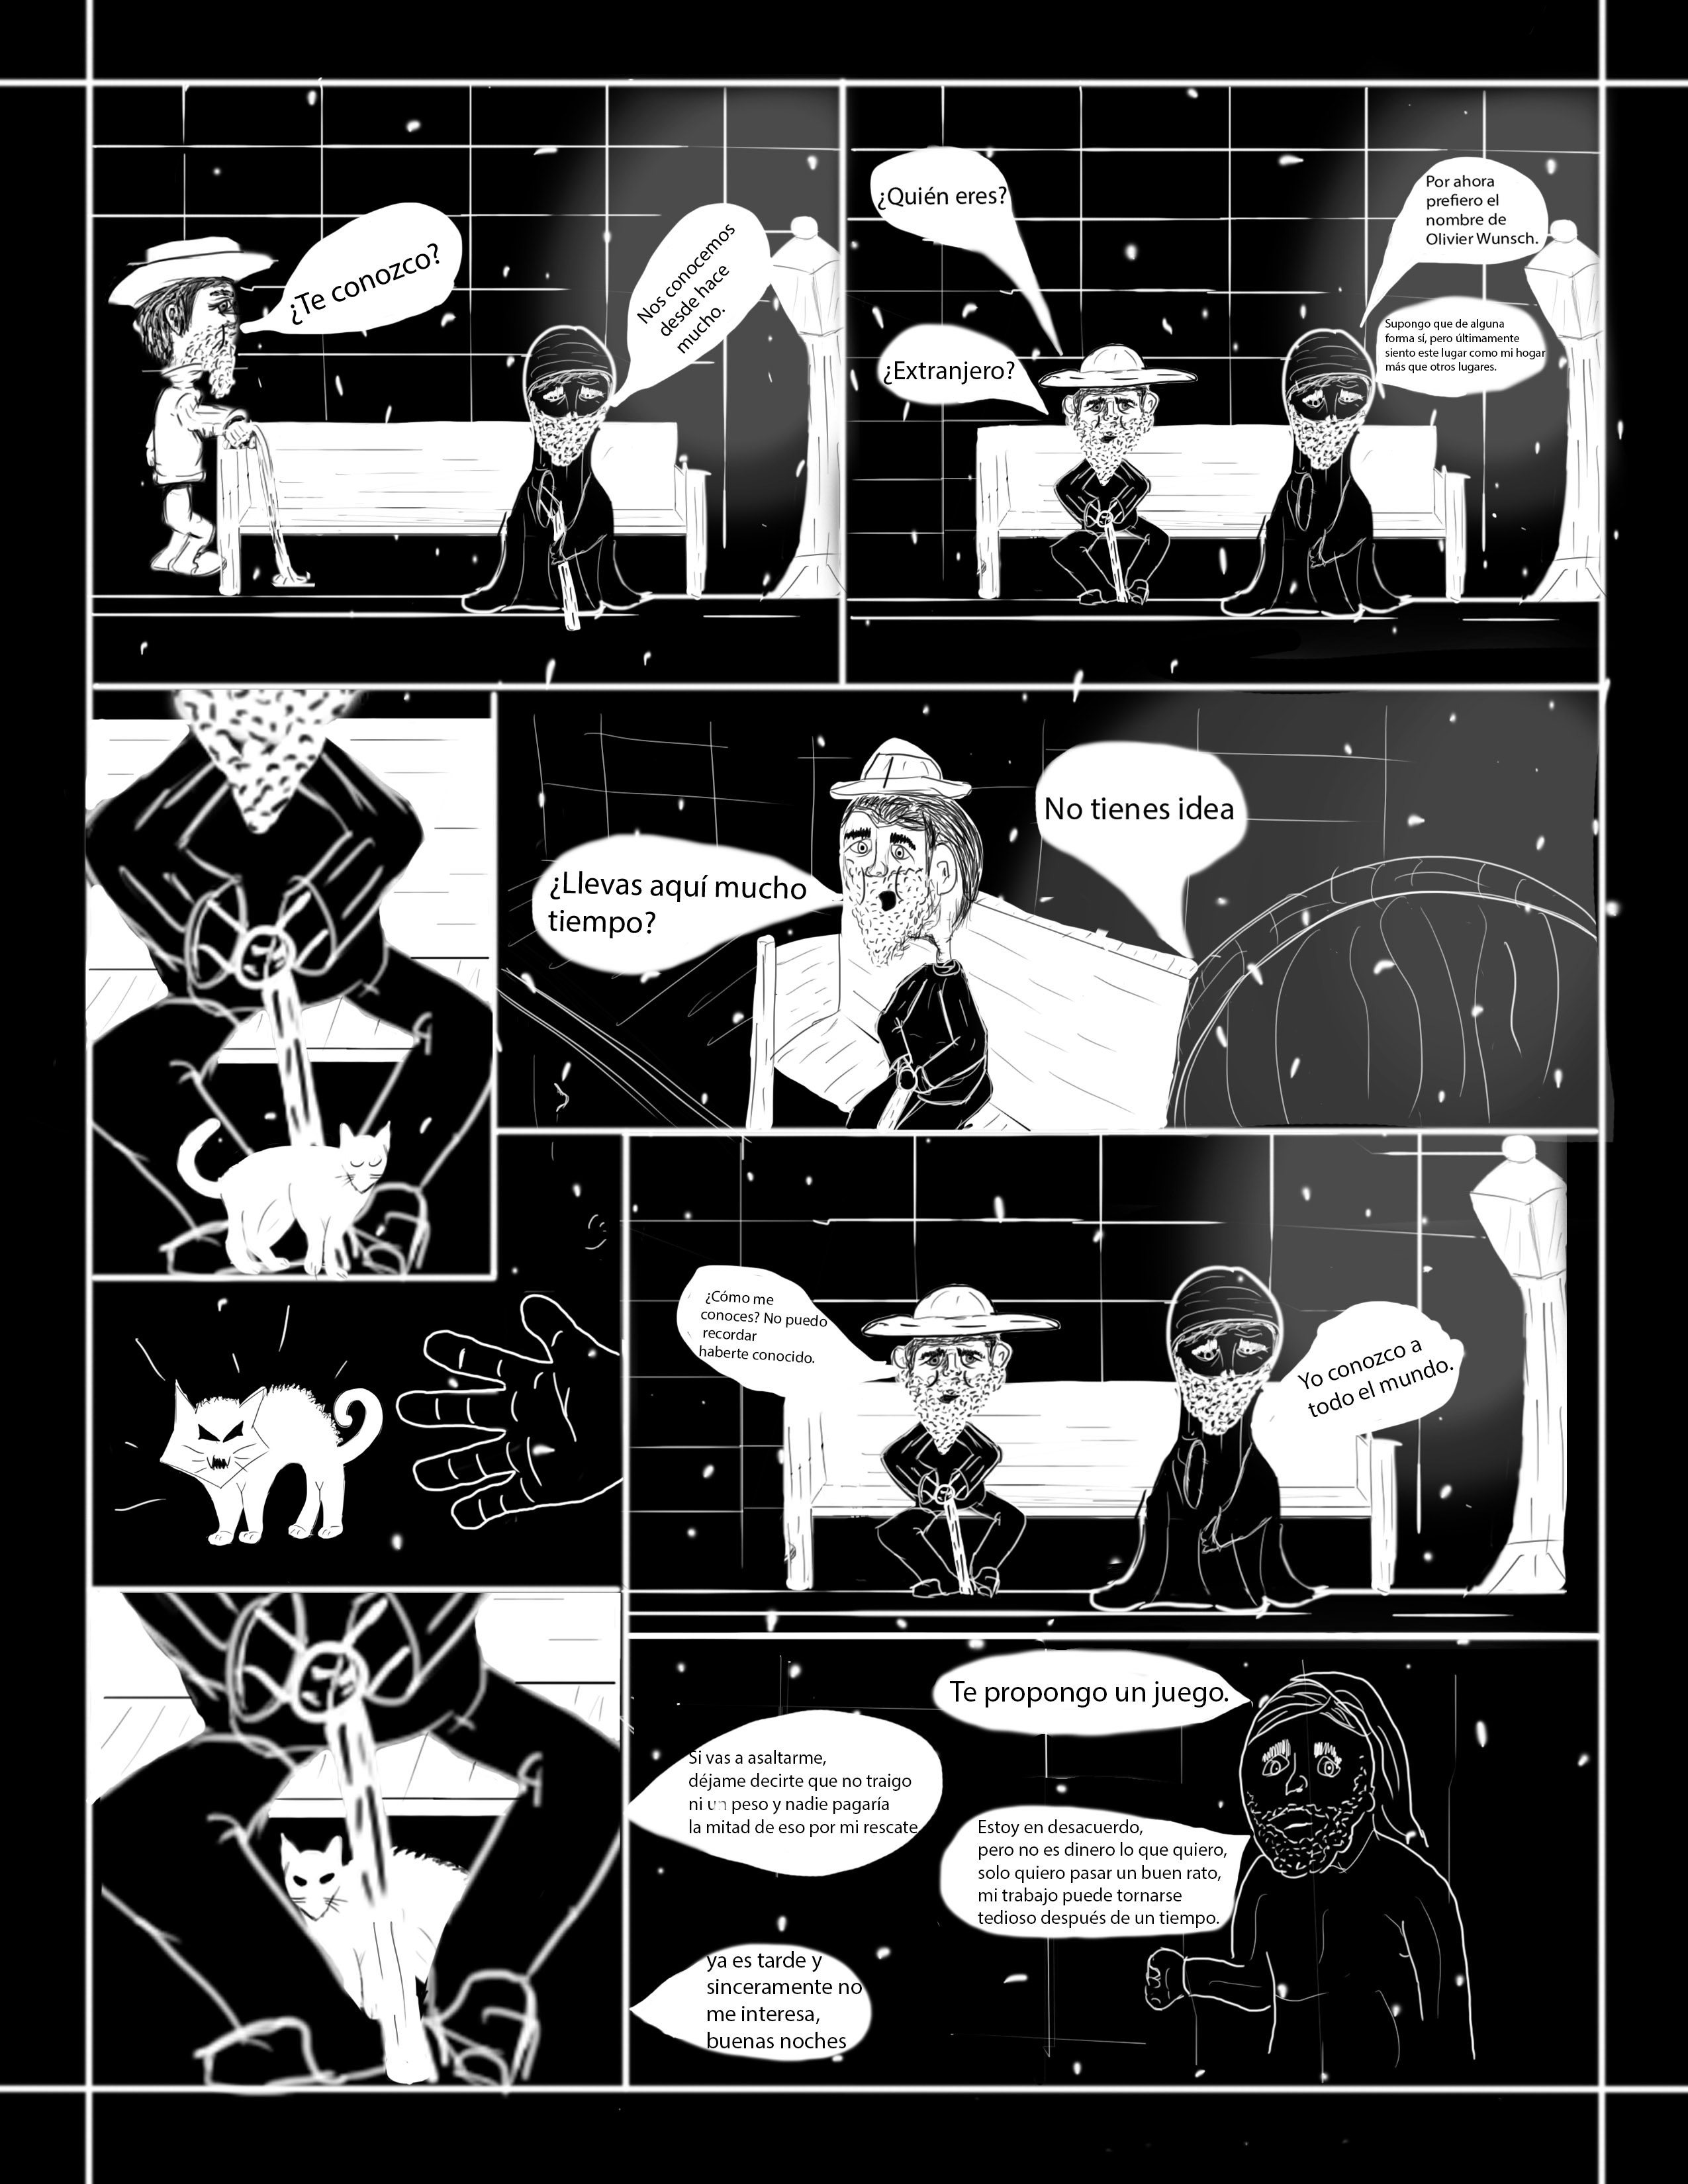 ¿Te conozco?
Nos conocemos
desde hace
mucho.
¿Quién eres?
Por ahora
prefiero el
nombre de
Olivier Wunsch.
¿Extranjero?
Supongo que de alguna
forma sí, pero últimamente
siento este lugar como mi hogar
más que otros lugares.
¿Llevas aquí mucho
tiempo?
No tienes idea
¿Cómo me
conoces? No puedo
recordar
haberte conocido.
Yo conozco a
todo el mundo.
Te propongo un juego.
Si vas a asaltarme,
déjame decirte que no traigo
ni un peso y nadie pagaría
la mitad de eso por mi rescate
Estoy en desacuerdo,
pero no es dinero lo que quiero,
solo quiero pasar un buen rato,
mi trabajo puede tornarse
tedioso después de un tiempo.
ya es tarde y
sinceramente no
me interesa,
buenas noches